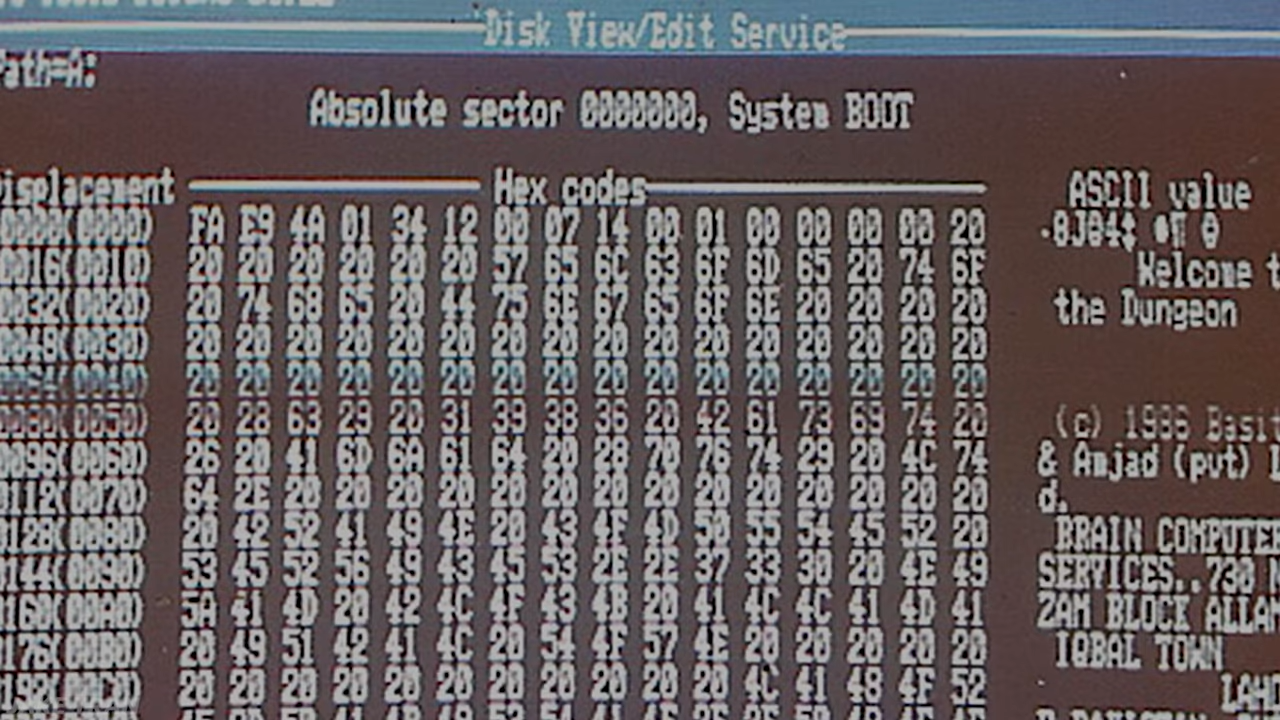 Disk View/Edit Service
Path=A:
Absolute sector 0000000, System BOOT
Displacement Hex codes ASCII value
0000(0000) FA E9 4A 01 34 12 00 07 14 00 01 00 00 00 00 20
0016(0010) 20 20 20 20 20 20 57 65 6C 63 6F 6D 65 20 74 6F Welcome t
0032(0020) 20 74 68 65 20 44 75 6E 67 65 6F 6E 20 20 20 20 the Dungeon
0048(0030) 20 20 20 20 20 20 20 20 20 20 20 20 20 20 20 20
0064(0040) 20 20 20 20 20 20 20 20 20 20 20 20 20 20 20 20
0080(0050) 20 28 63 29 20 31 39 38 36 20 42 61 73 69 74 20 (c) 1986 Basit
0096(0060) 26 20 41 6D 6A 61 64 20 28 70 76 74 29 20 4C 74 & Amjad (pvt) L
0112(0070) 64 2E 20 20 20 20 20 20 20 20 20 20 20 20 20 20 d.
0128(0080) 20 42 52 41 49 4E 20 43 4F 4D 50 55 54 45 52 20 BRAIN COMPUTER
0144(0090) 53 45 52 56 49 43 45 53 2E 2E 37 33 30 20 4E 49 SERVICES..730 N
0160(00A0) 5A 41 4D 20 42 4C 4F 43 4B 20 41 4C 4C 41 4D 41 ZAM BLOCK ALLAM
0176(00B0) 20 49 51 42 41 4C 20 54 4F 57 4E 20 20 20 20 20 IQBAL TOWN
0192(00C0) 20 20 20 20 20 20 20 20 20 20 20 4C 41 48 4F 52 LAHO